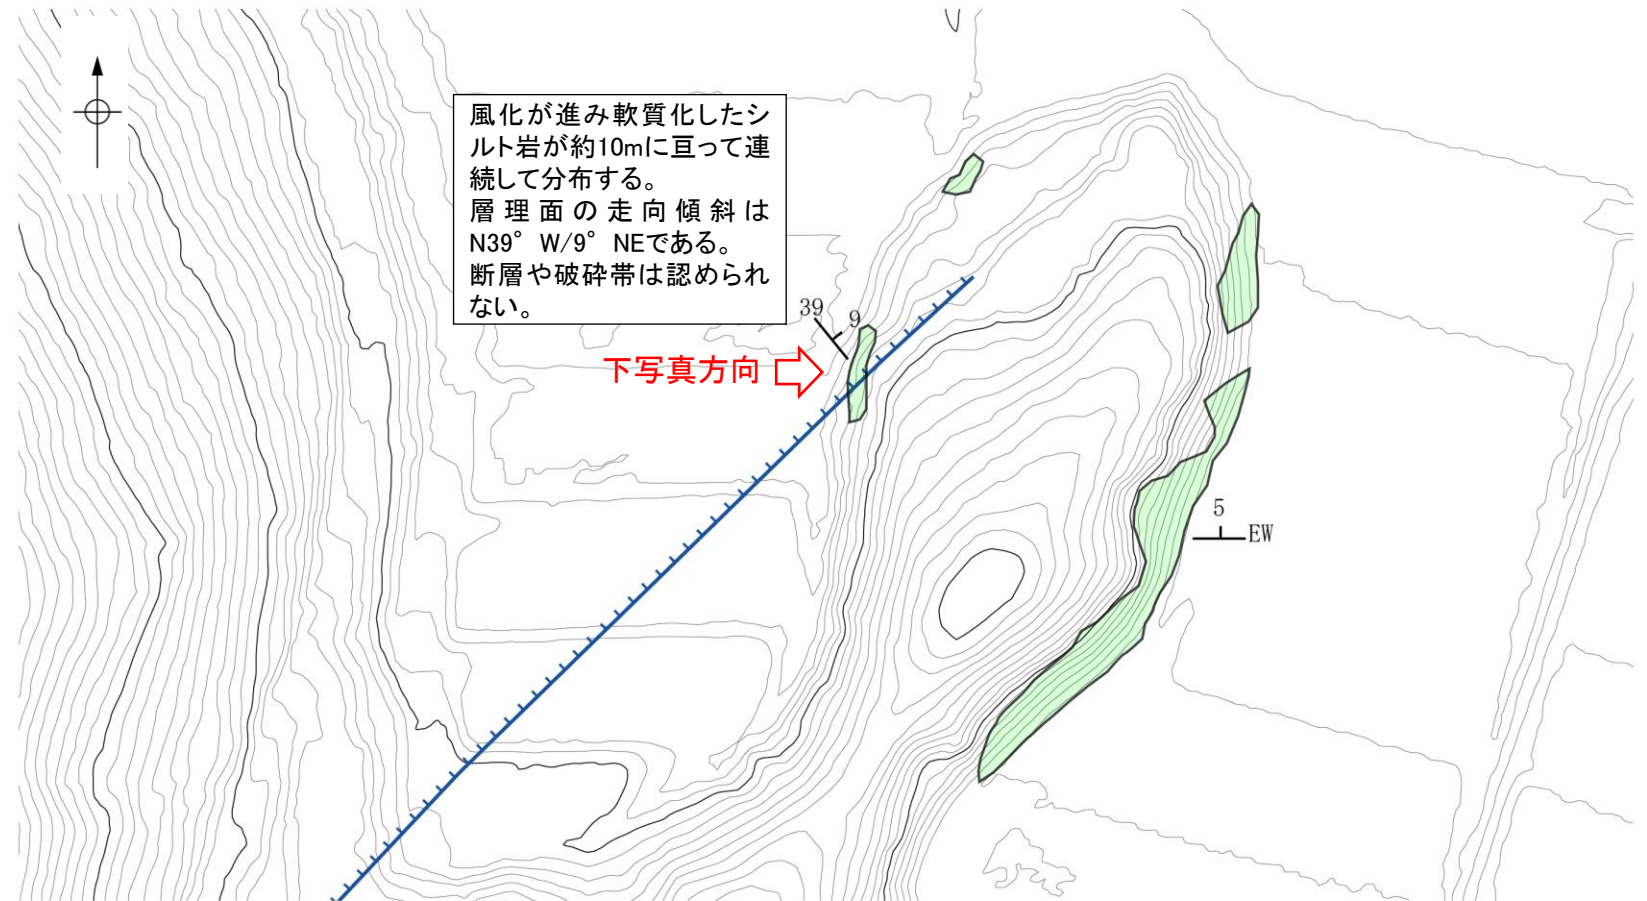 風化が進み軟質化したシ
ルト岩が約10mに亘って連
続して分布する。
層理面の走向傾斜は
N39° W/9° NEである。
断層や破砕帯は認められ
ない。
39
9
下写真方向
5
EW